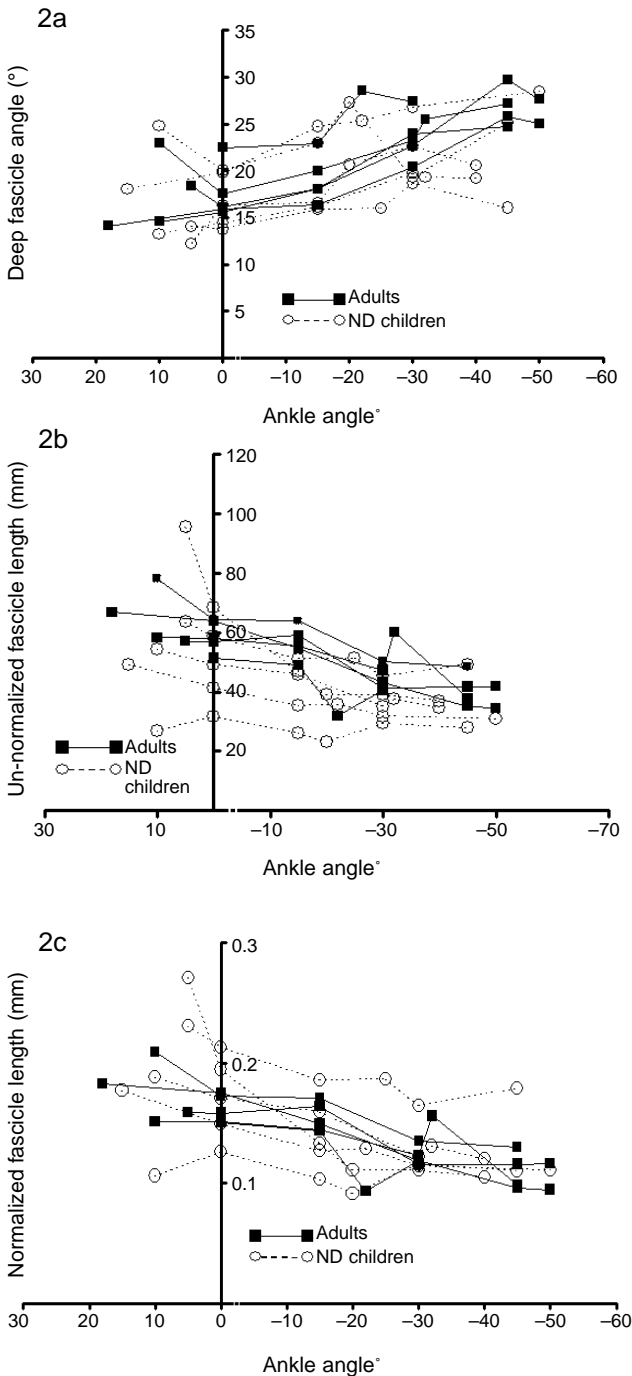 2a
Deep fascicle angle (°)
35
30
25
20
15
10
5
Adults
ND children
30 20 10 0 –10 –20 –30 –40 –50 –60
Ankle angle°
2b
Un-normalized fascicle length (mm)
120
100
80
60
40
20
Adults
ND
children
30 10 –10 –30 –50 –70
Ankle angle°
2c
Normalized fascicle length (mm)
0.3
0.2
0.1
Adults
ND children
30 20 10 0 –10 –20 –30 –40 –50 –60
Ankle angle°